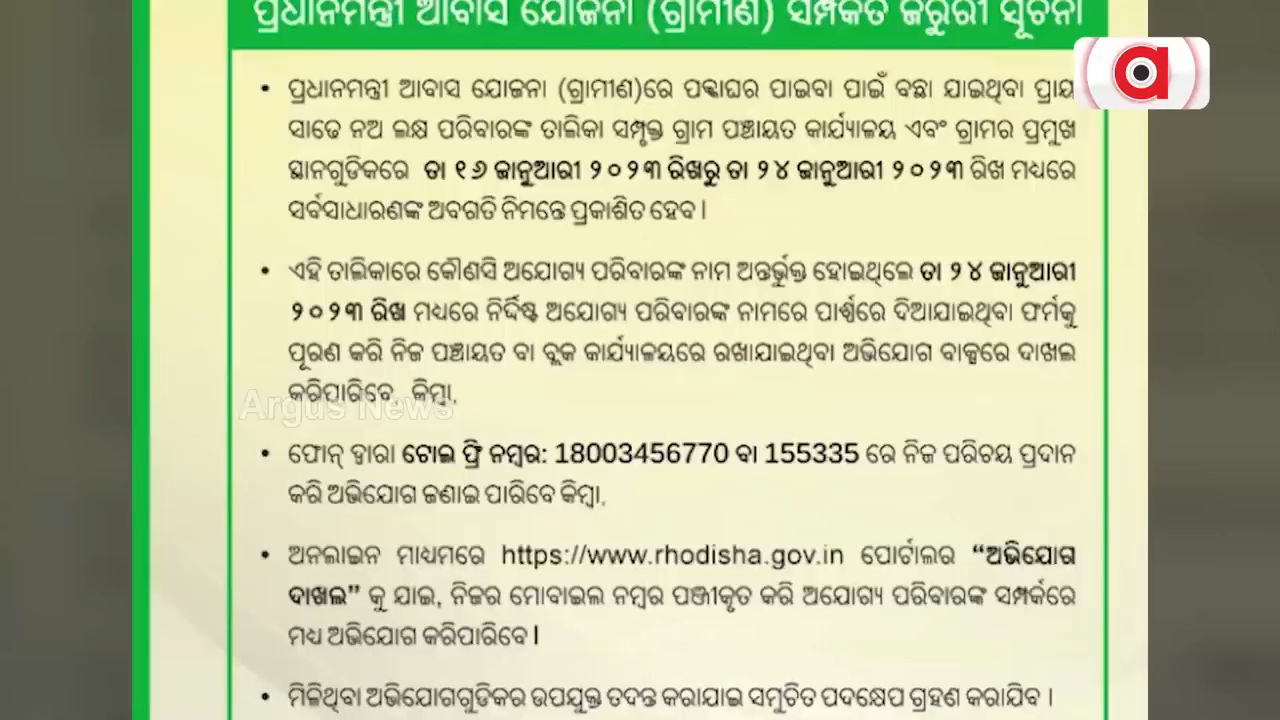 ପ୍ରଧାନମନ୍ତ୍ରୀ ଆବାସ ଯୋଜନା (ଗ୍ରାମୀଣ) ସମ୍ପର୍କିତ ଜରୁରୀ ସୂଚନା
• ପ୍ରଧାନମନ୍ତ୍ରୀ ଆବାସ ଯୋଜନା (ଗ୍ରାମୀଣ)ରେ ପକ୍କାଘର ପାଇବା ପାଇଁ ବଛା ଯାଇଥିବା ପ୍ରାୟ
ସାଢେ ନଅ ଲକ୍ଷ ପରିବାରଙ୍କ ତାଲିକା ସମ୍ପୃକ୍ତ ଗ୍ରାମ ପଞ୍ଚାୟତ କାର୍ଯ୍ୟାଳୟ ଏବଂ ଗ୍ରାମର ପ୍ରମୁଖ
ସ୍ଥାନଗୁଡିକରେ ତା ୧୬ ଜାନୁଆରୀ ୨୦୨୩ ରିଖରୁ ତା ୨୪ ଜାନୁଆରୀ ୨୦୨୩ ରିଖ ମଧ୍ୟରେ
ସର୍ବସାଧାରଣଙ୍କ ଅବଗତି ନିମନ୍ତେ ପ୍ରକାଶିତ ହେବ।
• ଏହି ତାଲିକାରେ କୌଣସି ଅଯୋଗ୍ୟ ପରିବାରଙ୍କ ନାମ ଅନ୍ତର୍ଭୁକ୍ତ ହୋଇଥିଲେ ତା ୨୪ ଜାନୁଆରୀ
୨୦୨୩ ରିଖ ମଧ୍ୟରେ ନିର୍ଦ୍ଦିଷ୍ଟ ଅଯୋଗ୍ୟ ପରିବାରଙ୍କ ନାମରେ ପାର୍ଶ୍ଵରେ ଦିଆଯାଇଥିବା ଫର୍ମକୁ
ପୂରଣ କରି ନିଜ ପଞ୍ଚାୟତ ବା ବ୍ଲକ କାର୍ଯ୍ୟାଳୟରେ ରଖାଯାଇଥିବା ଅଭିଯୋଗ ବାକ୍ସରେ ଦାଖଲ
କରିପାରିବେ, କିମ୍ବା,
Argus News
• ଫୋନ୍ ଦ୍ୱାରା ଟୋଲ ଫ୍ରି ନମ୍ବର: 18003456770 ବା 155335 ରେ ନିଜ ପରିଚୟ ପ୍ରଦାନ
କରି ଅଭିଯୋଗ ଜଣାଇ ପାରିବେ କିମ୍ବା,
• ଅନଲାଇନ ମାଧ୍ୟମରେ https://www.rhodisha.gov.in ପୋର୍ଟାଲର “ଅଭିଯୋଗ
ଦାଖଲ” କୁ ଯାଇ, ନିଜର ମୋବାଇଲ ନମ୍ବର ପଞ୍ଜୀକୃତ କରି ଅଯୋଗ୍ୟ ପରିବାରଙ୍କ ସମ୍ପର୍କରେ
ମଧ୍ୟ ଅଭିଯୋଗ କରିପାରିବେ।
• ମିଳିଥିବା ଅଭିଯୋଗଗୁଡିକର ଉପଯୁକ୍ତ ତଦନ୍ତ କରାଯାଇ ସମୁଚିତ ପଦକ୍ଷେପ ଗ୍ରହଣ କରାଯିବ।